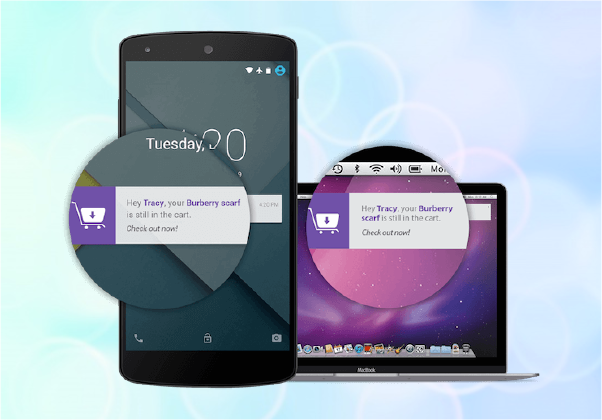 Tuesday, 20
9
4:20 PM
Hey Tracy, your Burberry scarf
is still in the cart.
Check out now!
Mo
Hey Tracy, your Burberry
scarf is still in the cart.
Check out now!
MacBook